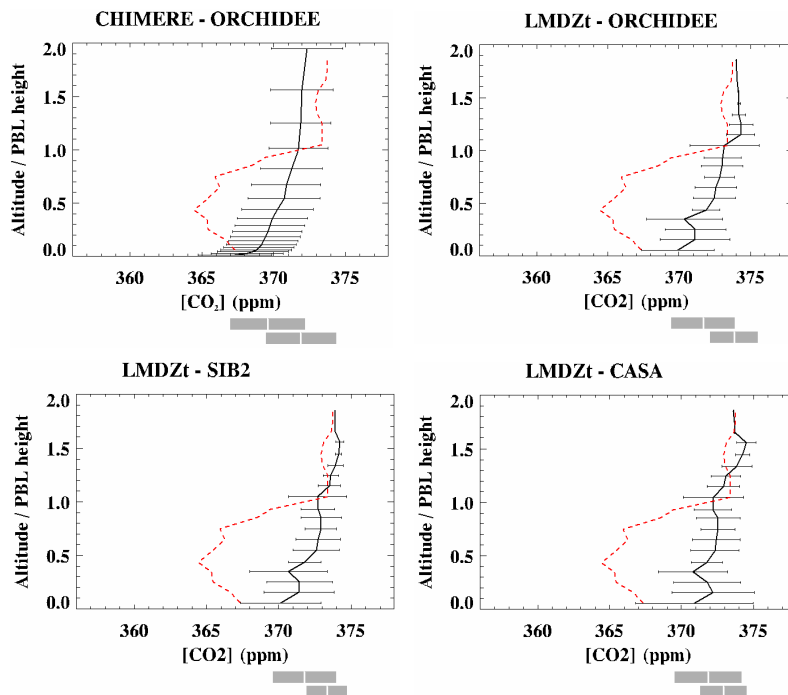 CHIMERE - ORCHIDEE
LMDZt - ORCHIDEE
Altitude / PBL height
2.0
1.5
1.0
0.5
0.0
360 365 370 375
[CO₂] (ppm)
Altitude / PBL height
2.0
1.5
1.0
0.5
0.0
360 365 370 375
[CO2] (ppm)
LMDZt - SIB2
LMDZt - CASA
Altitude / PBL height
2.0
1.5
1.0
0.5
0.0
360 365 370 375
[CO2] (ppm)
Altitude / PBL height
2.0
1.5
1.0
0.5
0.0
360 365 370 375
[CO2] (ppm)